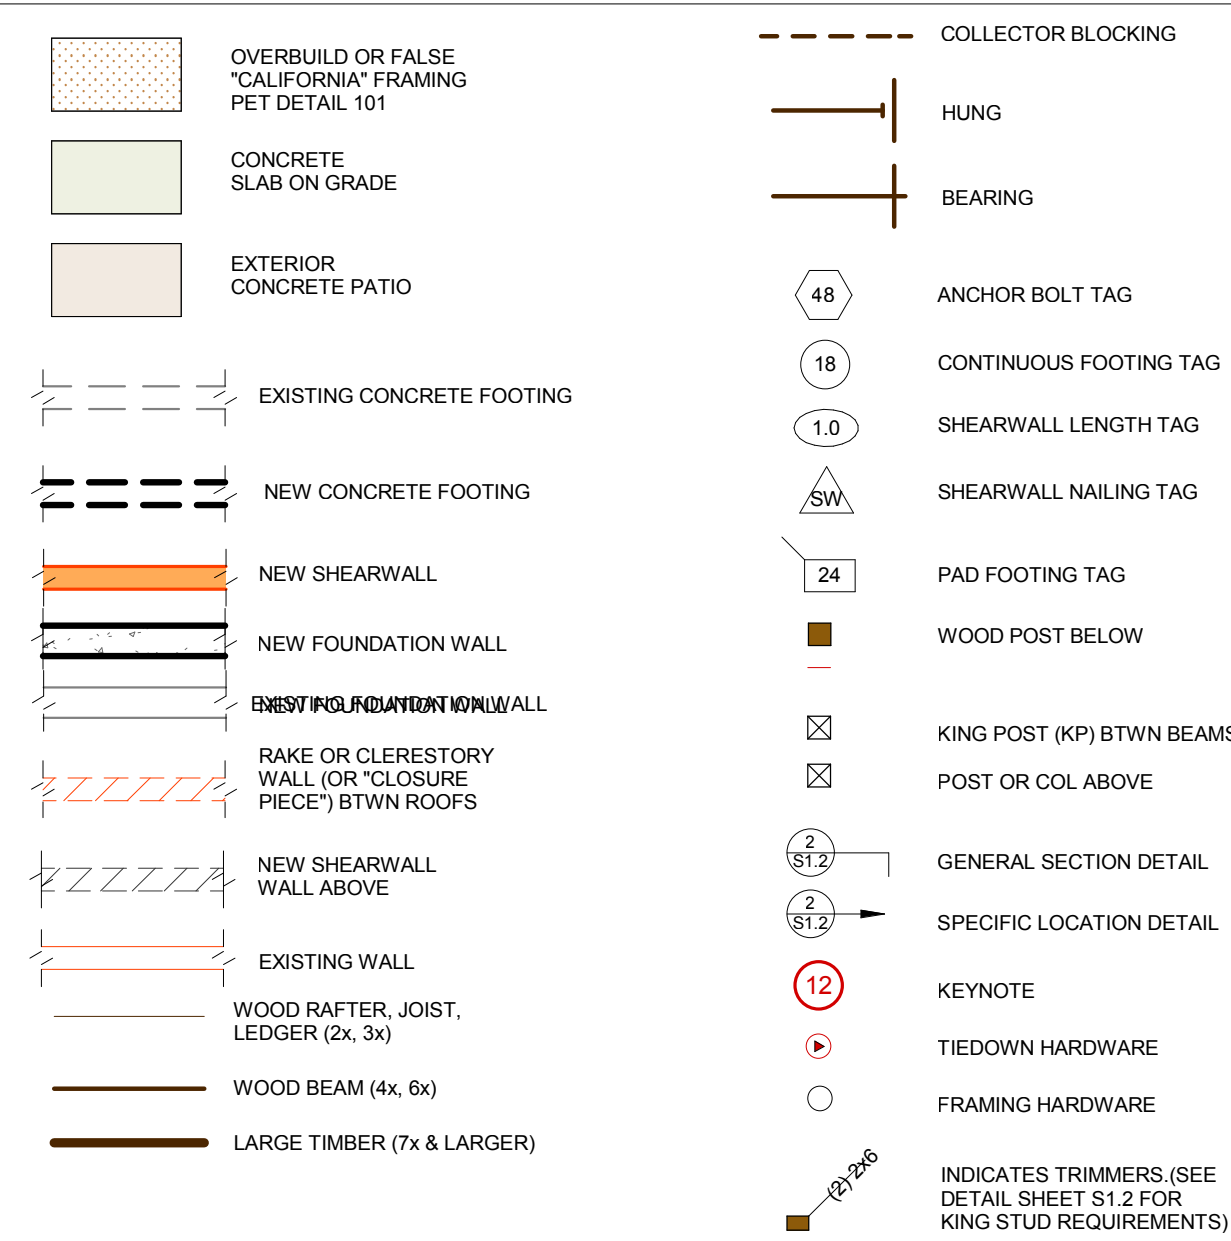 OVERBUILD OR FALSE
"CALIFORNIA" FRAMING
PET DETAIL 101
CONCRETE
SLAB ON GRADE
EXTERIOR
CONCRETE PATIO
EXISTING CONCRETE FOOTING
NEW CONCRETE FOOTING
NEW SHEARWALL
NEW FOUNDATION WALL
EXISTING FOUNDATION WALL
NEW FOUNDATION WALL
RAKE OR CLERESTORY
WALL (OR "CLOSURE
PIECE") BTWN ROOFS
NEW SHEARWALL
WALL ABOVE
EXISTING WALL
WOOD RAFTER, JOIST,
LEDGER (2x, 3x)
WOOD BEAM (4x, 6x)
LARGE TIMBER (7x & LARGER)
COLLECTOR BLOCKING
HUNG
BEARING
48 ANCHOR BOLT TAG
18 CONTINUOUS FOOTING TAG
1.0 SHEARWALL LENGTH TAG
SW SHEARWALL NAILING TAG
24 PAD FOOTING TAG
WOOD POST BELOW
KING POST (KP) BTWN BEAMS
POST OR COL ABOVE
2
S1.2 GENERAL SECTION DETAIL
2
S1.2 SPECIFIC LOCATION DETAIL
12 KEYNOTE
TIEDOWN HARDWARE
FRAMING HARDWARE
(2) 2x6
INDICATES TRIMMERS.(SEE
DETAIL SHEET S1.2 FOR
KING STUD REQUIREMENTS)